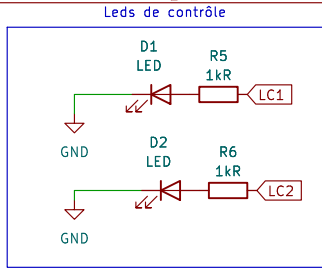 Leds de contrôle
D1
LED
R5
1kR
LC1
GND
D2
LED
R6
1kR
LC2
GND